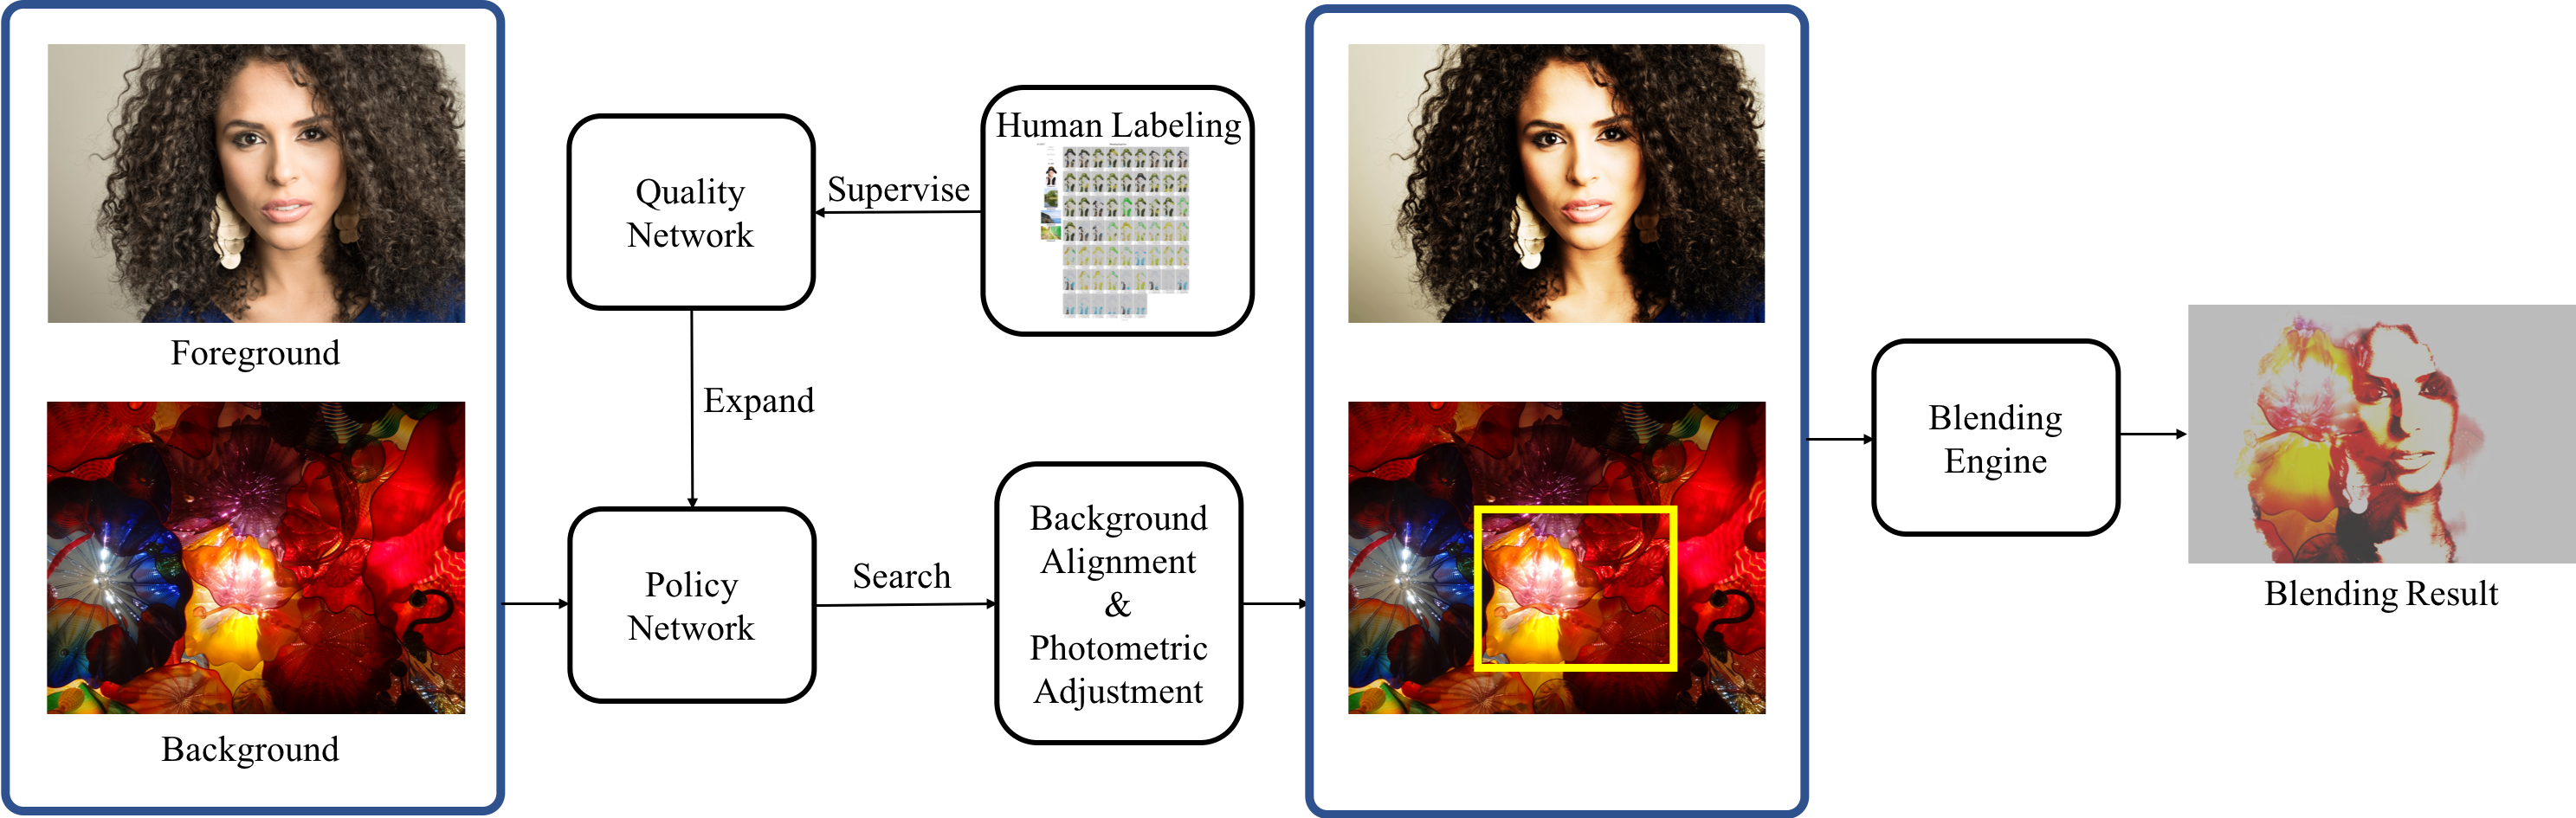 Foreground
Background
Quality
Network
Supervise
Human Labeling
Expand
Policy
Network
Search
Background
Alignment
&
Photometric
Adjustment
Blending
Engine
Blending Result